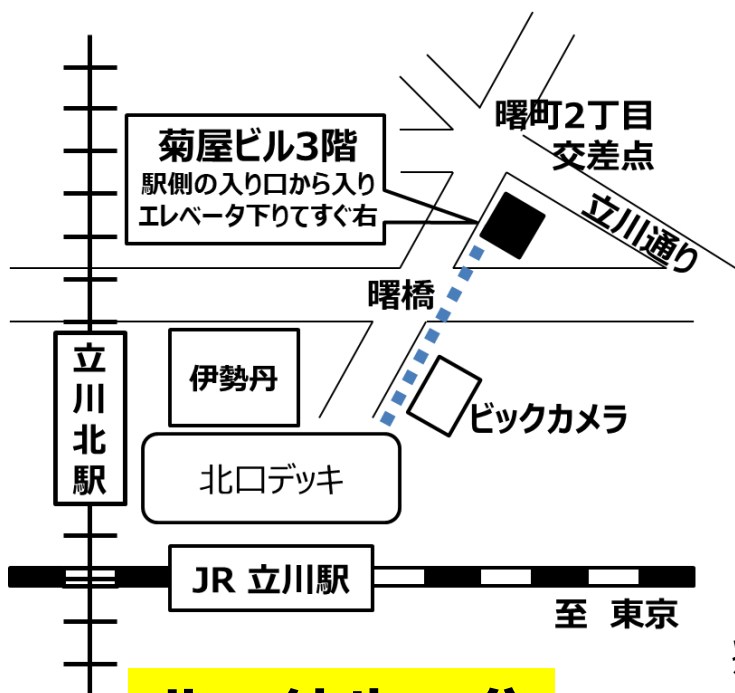 曙町2丁目
交差点
菊屋ビル3階
駅側の入り口から入り
エレベータ下りてすぐ右
立川通り
曙橋
立川北駅
伊勢丹
ビックカメラ
北口デッキ
JR 立川駅
至 東京